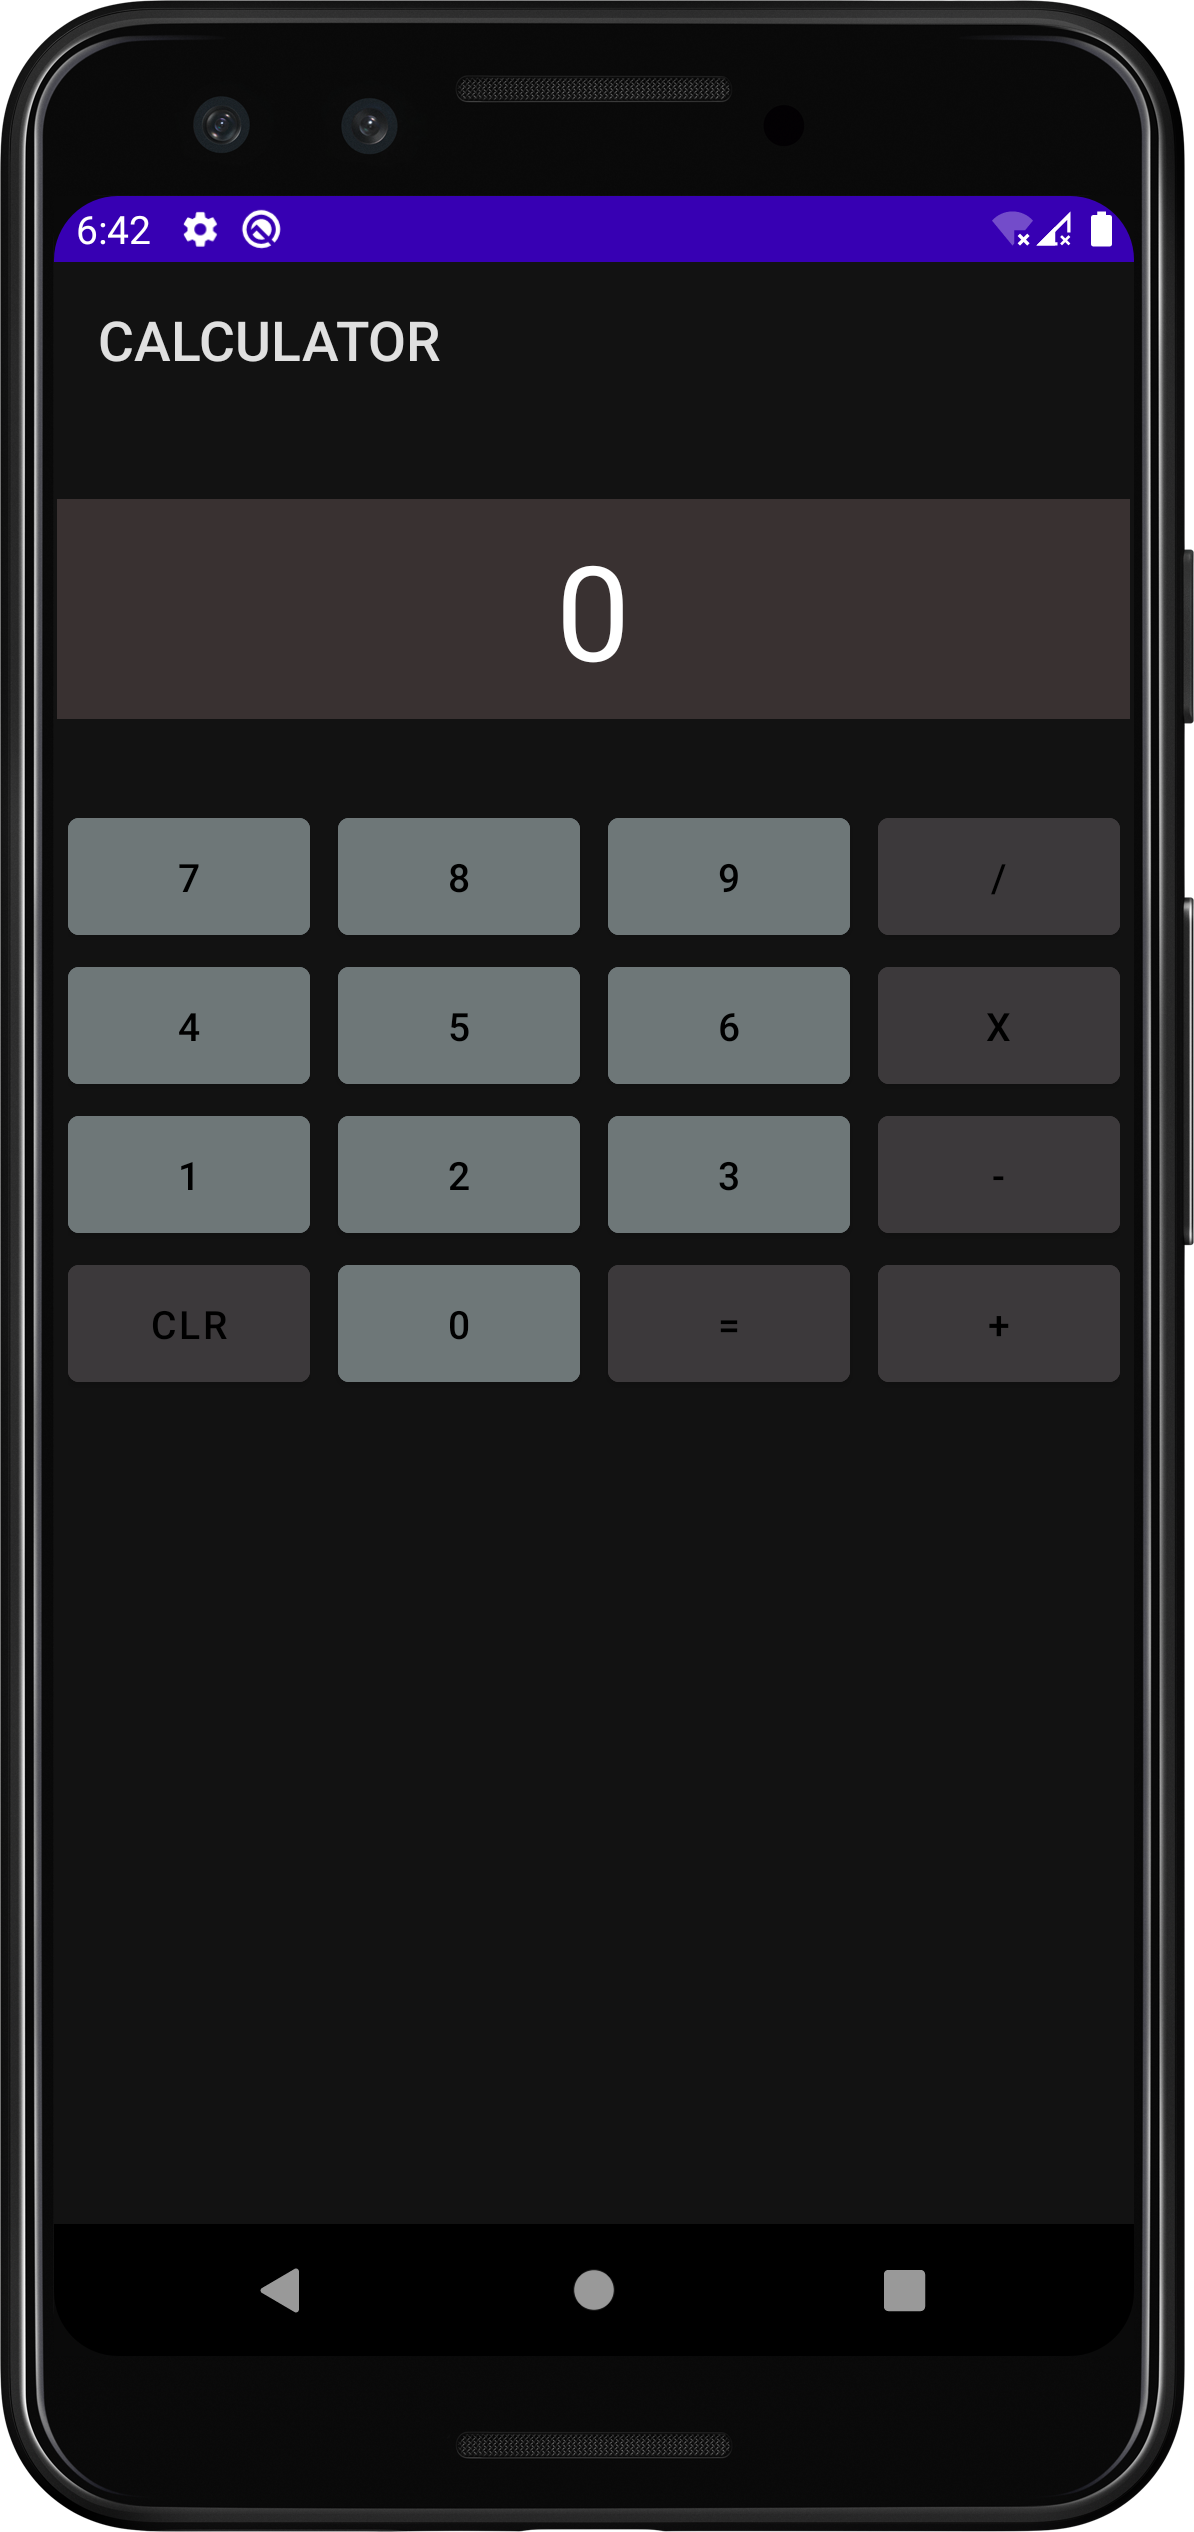 6:42
CALCULATOR
0
7 8 9 /
4 5 6 X
1 2 3 -
CLR 0 = +